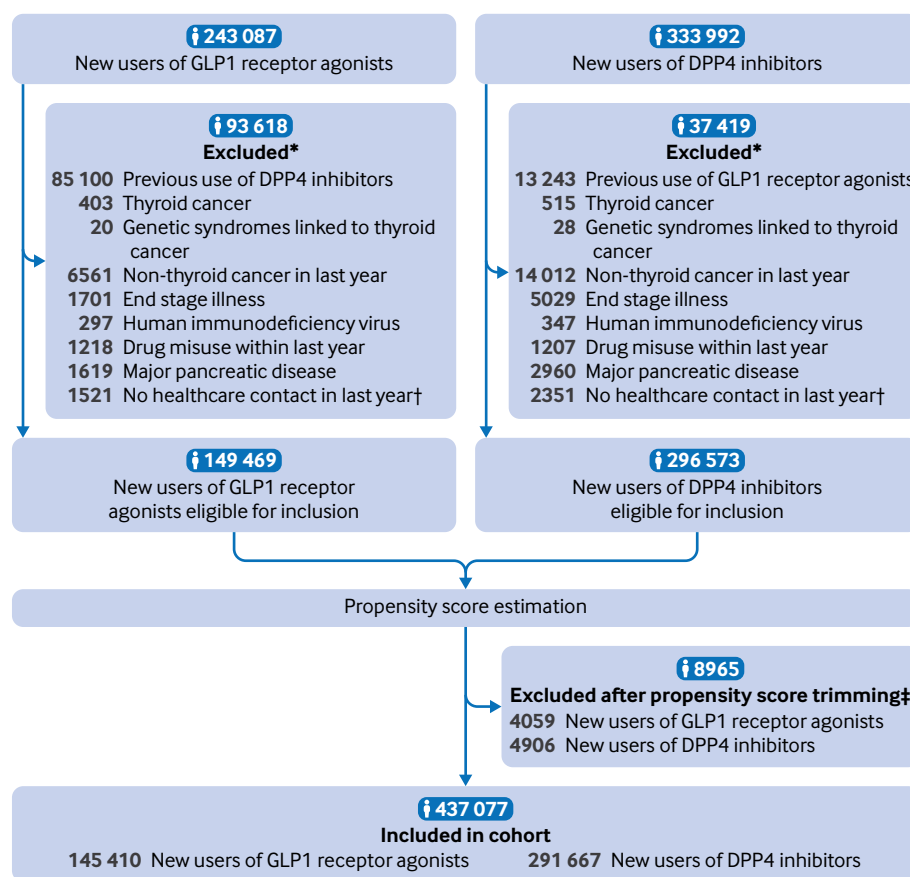 243 087
New users of GLP1 receptor agonists
93 618
Excluded*
85 100 Previous use of DPP4 inhibitors
403 Thyroid cancer
20 Genetic syndromes linked to thyroid
cancer
6561 Non-thyroid cancer in last year
1701 End stage illness
297 Human immunodeficiency virus
1218 Drug misuse within last year
1619 Major pancreatic disease
1521 No healthcare contact in last year†
149 469
New users of GLP1 receptor
agonists eligible for inclusion
333 992
New users of DPP4 inhibitors
37 419
Excluded*
13 243 Previous use of GLP1 receptor agonists
515 Thyroid cancer
28 Genetic syndromes linked to thyroid
cancer
14 012 Non-thyroid cancer in last year
5029 End stage illness
347 Human immunodeficiency virus
1207 Drug misuse within last year
2960 Major pancreatic disease
2351 No healthcare contact in last year†
296 573
New users of DPP4 inhibitors
eligible for inclusion
Propensity score estimation
8965
Excluded after propensity score trimming‡
4059 New users of GLP1 receptor agonists
4906 New users of DPP4 inhibitors
437 077
Included in cohort
145 410 New users of GLP1 receptor agonists
291 667 New users of DPP4 inhibitors